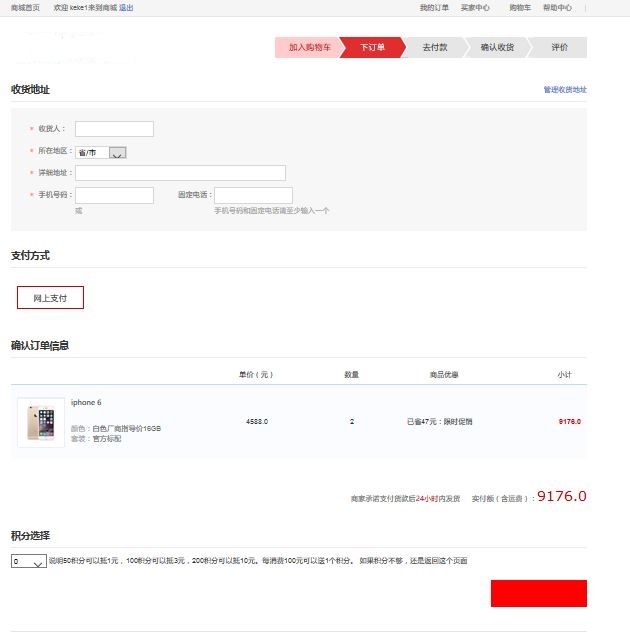 商城首页 欢迎 keke1来到商城 退出 我的订单 买家中心 购物车 帮助中心
加入购物车 下订单 去付款 确认收货 评价
收货地址 管理收货地址
* 收货人：
* 所在地区： 省/市
* 详细地址：
* 手机号码： 固定电话：
或 手机号码和固定电话请至少输入一个
支付方式
网上支付
确认订单信息
单价（元） 数量 商品优惠 小计
iphone 6
4588.0 2 已省47元：限时促销 9176.0
颜色：白色厂商指导价16GB
套装：官方标配
商家承诺支付货款后24小时内发货 实付额（含运费）：9176.0
积分选择
0 说明50积分可以抵1元，100积分可以抵3元，200积分可以抵10元。每消费100元可以送1个积分。 如果积分不够，还是返回这个页面